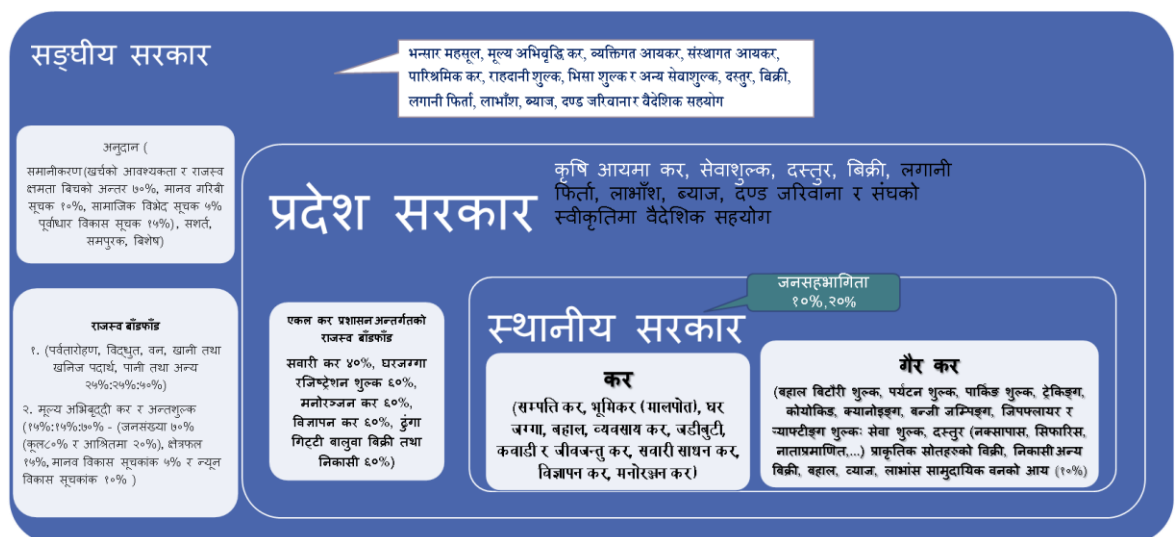 सङ्घीय सरकार
भन्सार महसूल, मूल्य अभिवृद्धि कर, व्यक्तिगत आयकर, संस्थागत आयकर,
पारिश्रमिक कर, राहदानी शुल्क, भिसा शुल्क र अन्य सेवाशुल्क, दस्तुर, बिक्री,
लगानी फिर्ता, लाभाँश, ब्याज, दण्ड जरिवाना र वैदेशिक सहयोग
अनुदान (
समानीकरण (खर्चको आवश्यकता र राजस्व
क्षमता बिचको अन्तर ७०%, मानव गरिबी
सूचक १०%, सामाजिक विभेद सूचक ५%
पूर्वाधार विकास सूचक १५%), सशर्त,
समपुरक, बिशेष)
राजस्व बाँडफाँड
१. (पर्वतारोहण, विद्धुत, वन, खानी तथा
खनिज पदार्थ, पानी तथा अन्य
२५%:२५%:५०%)
२. मूल्य अभिबृद्दी कर र अन्तशुल्क
(१५%:१५%:७०% - (जनसंख्या ७०%
(कूल८०% र आश्रितमा २०%), क्षेत्रफल
१५%, मानव विकास सूचकांक ५% र न्यून
विकास सूचकांक १०% )
प्रदेश सरकार
कृषि आयमा कर, सेवाशुल्क, दस्तुर, बिक्री, लगानी
फिर्ता, लाभाँश, ब्याज, दण्ड जरिवाना र संघको
स्वीकृतिमा वैदेशिक सहयोग
एकल कर प्रशासन अन्तर्गतको
राजस्व बाँडफाँड
सवारी कर ४०%, घरजग्गा
रजिष्ट्रेशन शुल्क ६०%,
मनोरञ्जन कर ६०%,
विज्ञापन कर ६०%, ढुंगा
गिट्टी बालुवा बिक्री तथा
निकासी ६०%)
जनसहभागिता
१०%,२०%
स्थानीय सरकार
कर
(सम्पति कर, भूमिकर (मालपोत), घर
जग्गा, बहाल, व्यवसाय कर, जडीबुटी,
कवाडी र जीवजन्तु कर, सवारी साधन कर,
विज्ञापन कर, मनोरञ्जन कर)
गैर कर
(बहाल बिटौरी शुल्क, पर्यटन शुल्क, पार्किङ शुल्क, ट्रेकिङ्ग,
कोयोकिड, क्यानोइङ्ग, बन्जी जम्पिङ्ग, जिपफ्लायर र
र्‍याफ्टीङ्ग शुल्कः सेवा शुल्क, दस्तुर (नक्सापास, सिफारिस,
नाताप्रमाणित,...) प्राकृतिक स्रोतहरुको विक्री, निकासी अन्य
बिक्री, बहाल, व्याज, लाभांस सामुदायिक वनको आय (१०%)